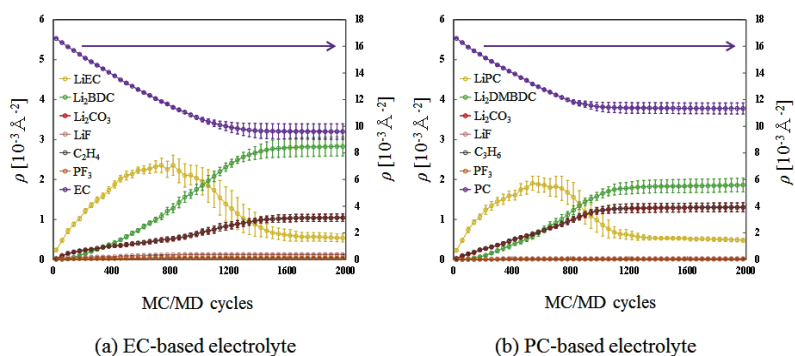 6
5
4
3
2
1
0
ρ [10⁻³ Å⁻²]
18
16
14
12
10
8
6
4
2
0
ρ [10⁻³ Å⁻²]
LiEC
Li₂BDC
Li₂CO₃
LiF
C₂H₄
PF₃
EC
0 400 800 1200 1600 2000
MC/MD cycles
(a) EC-based electrolyte
6
5
4
3
2
1
0
ρ [10⁻³ Å⁻²]
18
16
14
12
10
8
6
4
2
0
ρ [10⁻³ Å⁻²]
LiPC
Li₂DMBDC
Li₂CO₃
LiF
C₃H₆
PF₃
PC
0 400 800 1200 1600 2000
MC/MD cycles
(b) PC-based electrolyte